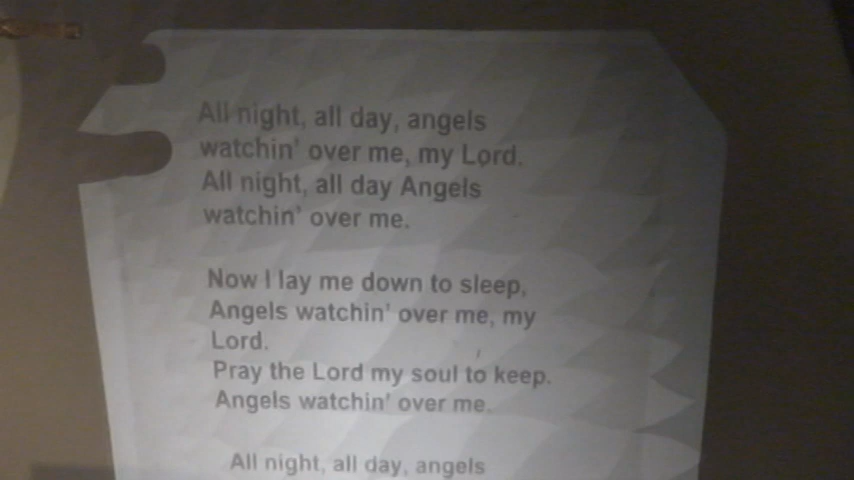 All night, all day, angels
watchin' over me, my Lord.
All night, all day Angels
watchin' over me.
Now I lay me down to sleep,
Angels watchin' over me, my
Lord.
Pray the Lord my soul to keep.
Angels watchin' over me.
All night, all day, angels